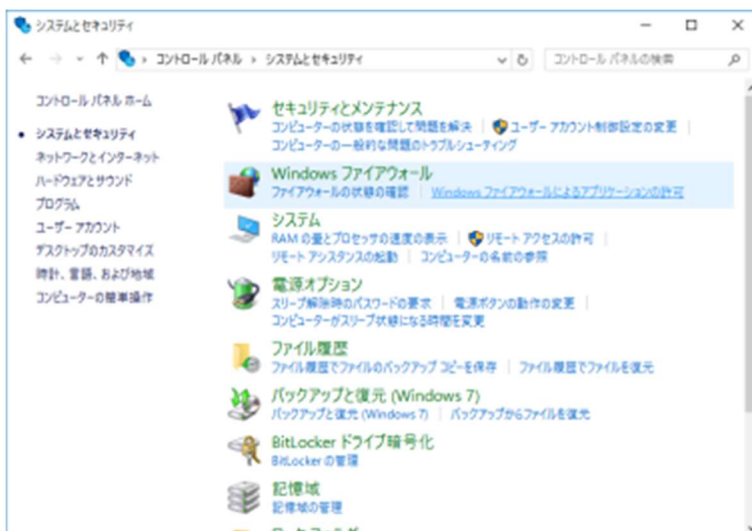 システムとセキュリティ
コントロール パネル › システムとセキュリティ
コントロール パネルの検索
コントロール パネル ホーム
システムとセキュリティ
ネットワークとインターネット
ハードウェアとサウンド
プログラム
ユーザー アカウント
デスクトップのカスタマイズ
時計、言語、および地域
コンピューターの簡単操作
セキュリティとメンテナンス
コンピューターの状態を確認して問題を解決 | ユーザー アカウント制御設定の変更 |
コンピューターの一般的な問題のトラブルシューティング
Windows ファイアウォール
ファイアウォールの状態の確認 | Windows ファイアウォールによるアプリケーションの許可
システム
RAM の量とプロセッサの速度の表示 | リモート アクセスの許可 |
リモート アシスタンスの起動 | コンピューターの名前の参照
電源オプション
スリープ解除時のパスワードの要求 | 電源ボタンの動作の変更 |
コンピューターがスリープ状態になる時間を変更
ファイル履歴
ファイル履歴でファイルのバックアップ コピーを保存 | ファイル履歴でファイルを復元
バックアップと復元 (Windows 7)
バックアップと復元 (Windows 7) | バックアップからファイルを復元
BitLocker ドライブ暗号化
BitLocker の管理
記憶域
記憶域の管理